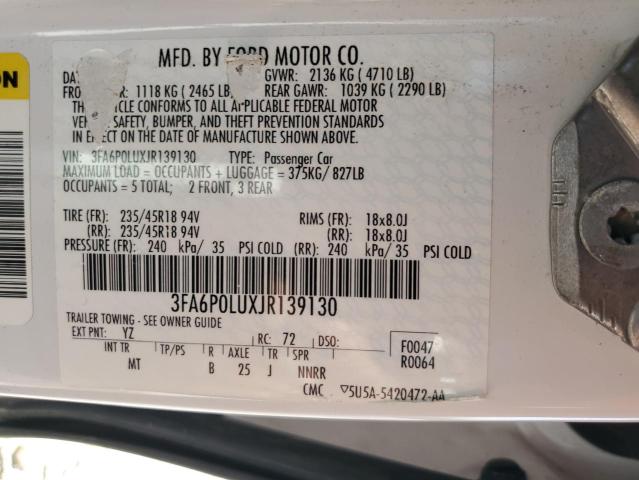 ON
MFD. BY FORD MOTOR CO.
DA GVWR: 2136 KG ( 4710 LB)
FRO 1118 KG ( 2465 LB REAR GAWR: 1039 KG ( 2290 LB)
THIS VEHICLE CONFORMS TO ALL APPLICABLE FEDERAL MOTOR
VEHICLE SAFETY, BUMPER, AND THEFT PREVENTION STANDARDS
IN EFFECT ON THE DATE OF MANUFACTURE SHOWN ABOVE.
VIN: 3FA6P0LUXJR139130 TYPE: Passenger Car
MAXIMUM LOAD = OCCUPANTS + LUGGAGE = 375KG/ 827LB
OCCUPANTS = 5 TOTAL; 2 FRONT, 3 REAR
TIRE (FR): 235/45R18 94V RIMS (FR): 18x8.0J
(RR): 235/45R18 94V (RR): 18x8.0J
PRESSURE (FR): 240 kPa/ 35 PSI COLD (RR): 240 kPa/ 35 PSI COLD
3FA6P0LUXJR139130
TRAILER TOWING - SEE OWNER GUIDE
EXT PNT: YZ RC: 72 DSO: F0047
INT TR TP/PS R AXLE TR SPR R0064
MT B 25 J NNRR
CMC 5U5A-5420472-AA